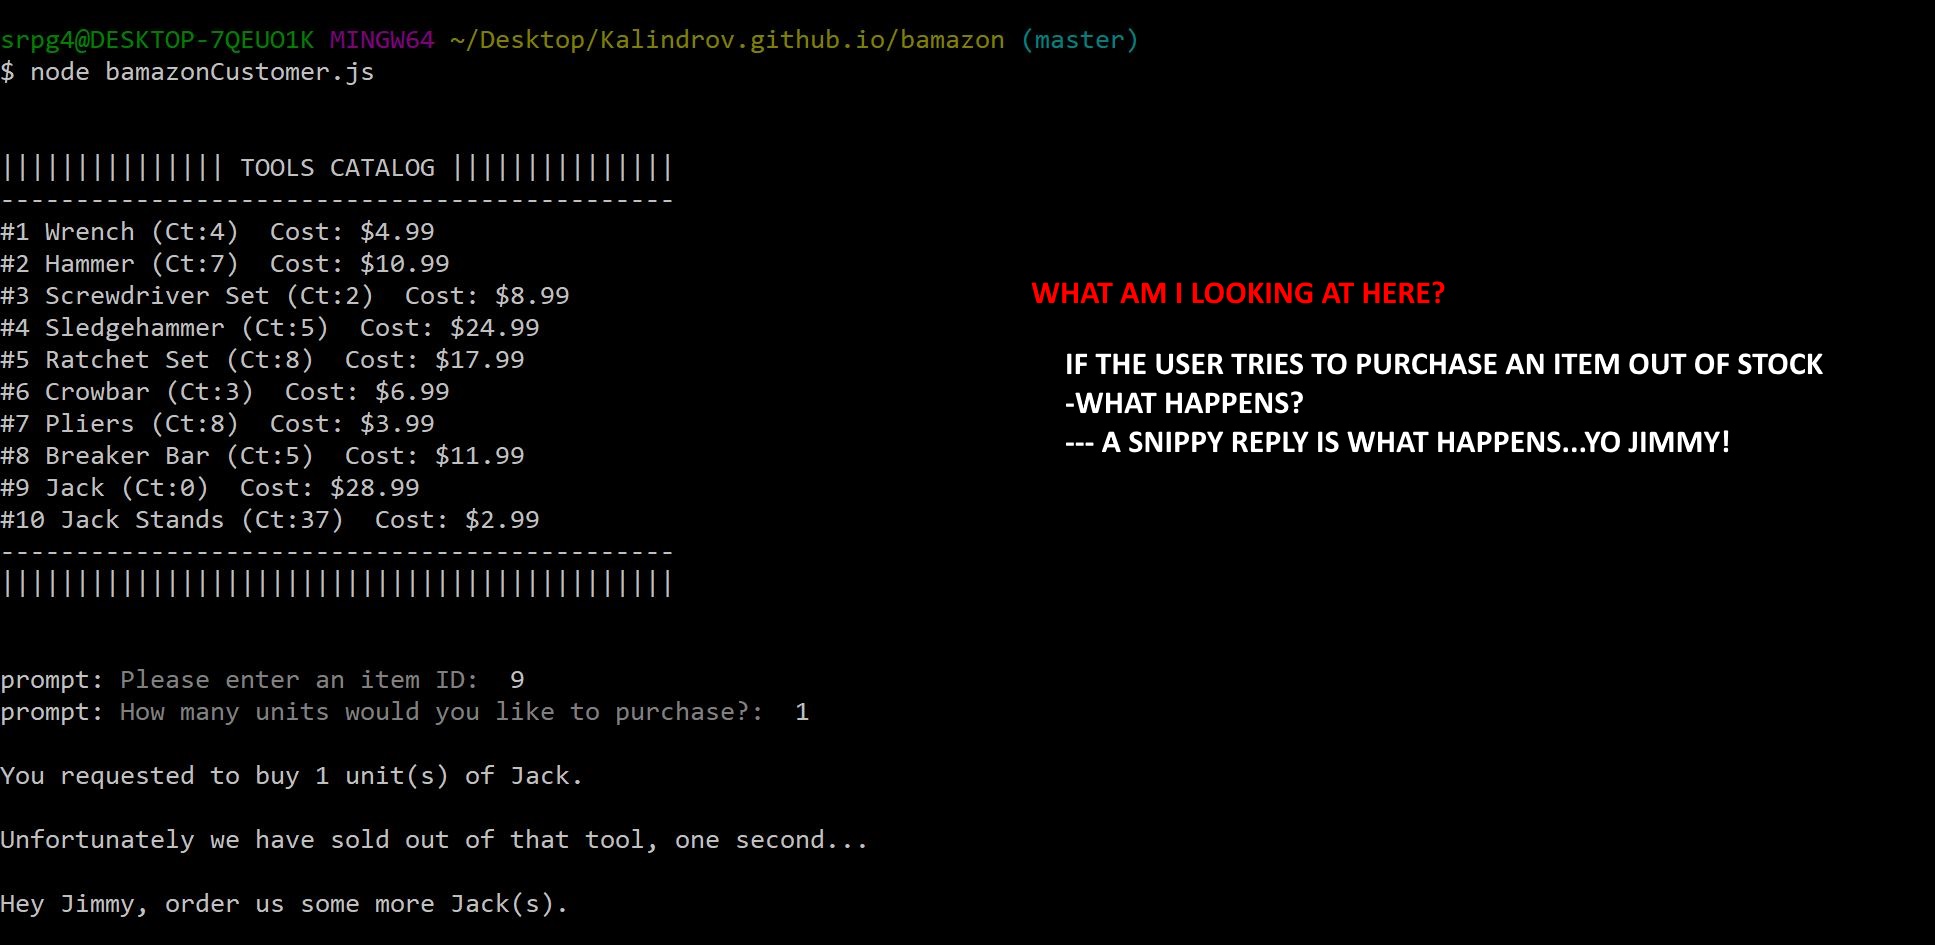 srpg4@DESKTOP-7QEUO1K MINGW64 ~/Desktop/Kalindrov.github.io/bamazon (master)
$ node bamazonCustomer.js
||||||||||||||| TOOLS CATALOG |||||||||||||||
---------------------------------------------
#1 Wrench (Ct:4)  Cost: $4.99
#2 Hammer (Ct:7)  Cost: $10.99
#3 Screwdriver Set (Ct:2)  Cost: $8.99
#4 Sledgehammer (Ct:5)  Cost: $24.99
#5 Ratchet Set (Ct:8)  Cost: $17.99
#6 Crowbar (Ct:3)  Cost: $6.99
#7 Pliers (Ct:8)  Cost: $3.99
#8 Breaker Bar (Ct:5)  Cost: $11.99
#9 Jack (Ct:0)  Cost: $28.99
#10 Jack Stands (Ct:37)  Cost: $2.99
---------------------------------------------
|||||||||||||||||||||||||||||||||||||||||||||
prompt: Please enter an item ID:  9
prompt: How many units would you like to purchase?:  1
You requested to buy 1 unit(s) of Jack.
Unfortunately we have sold out of that tool, one second...
Hey Jimmy, order us some more Jack(s).
WHAT AM I LOOKING AT HERE?
IF THE USER TRIES TO PURCHASE AN ITEM OUT OF STOCK
-WHAT HAPPENS?
--- A SNIPPY REPLY IS WHAT HAPPENS...YO JIMMY!